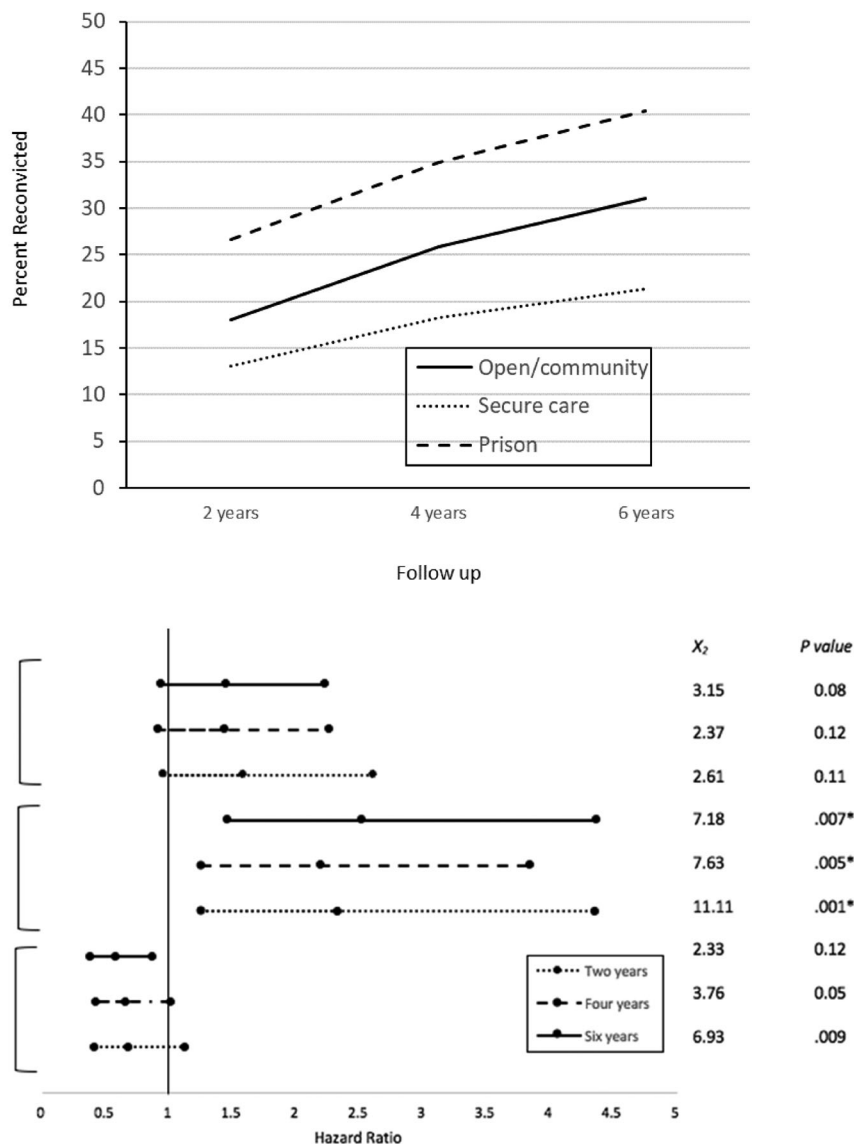 50
45
40
35
30
25
20
15
10
5
0
Percent Reconvicted
Open/community
Secure care
Prison
2 years 4 years 6 years
Follow up
X₂ P value
3.15 0.08
2.37 0.12
2.61 0.11
7.18 .007*
7.63 .005*
11.11 .001*
2.33 0.12
3.76 0.05
6.93 .009
Two years
Four years
Six years
0 0.5 1 1.5 2 2.5 3 3.5 4 4.5 5
Hazard Ratio